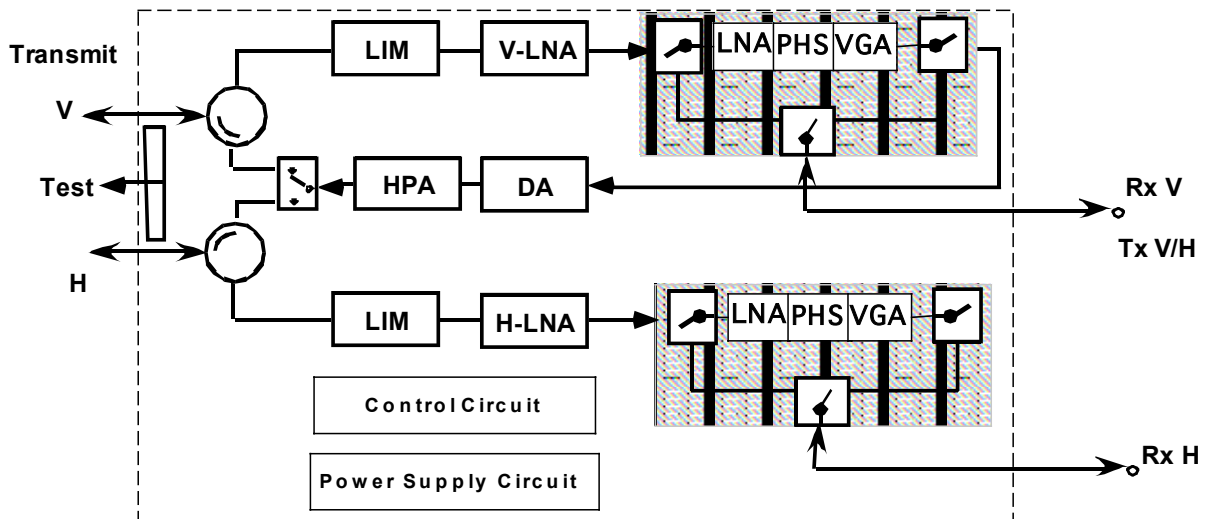 Transmit
LIM
V-LNA
LNA
PHS
VGA
V
Test
HPA
DA
Rx V
Tx V/H
H
LIM
H-LNA
LNA
PHS
VGA
Control Circuit
Power Supply Circuit
Rx H